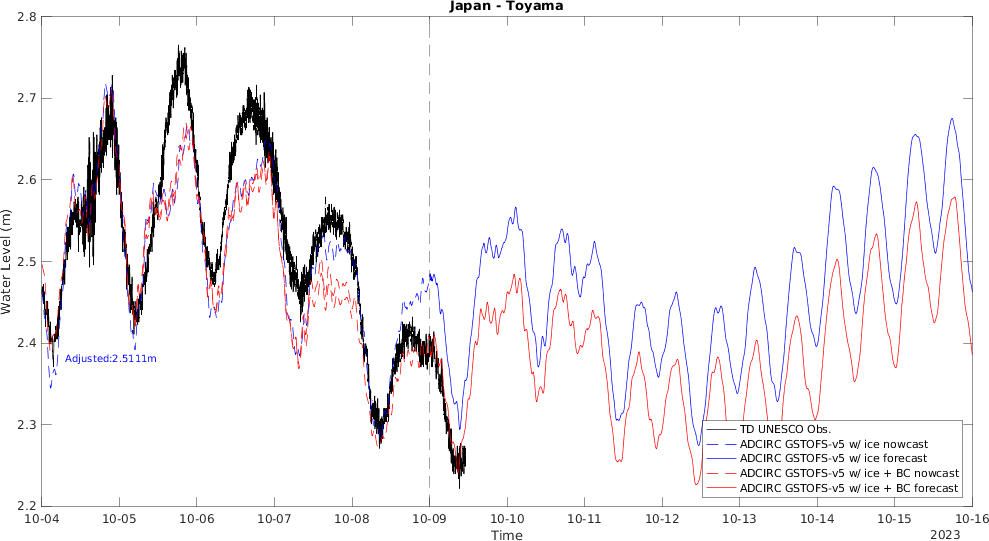 Japan - Toyama
Water Level (m)
2.8
2.7
2.6
2.5
2.4
2.3
2.2
Adjusted:2.5111m
TD UNESCO Obs.
ADCIRC GSTOFS-v5 w/ ice nowcast
ADCIRC GSTOFS-v5 w/ ice forecast
ADCIRC GSTOFS-v5 w/ ice + BC nowcast
ADCIRC GSTOFS-v5 w/ ice + BC forecast
10-04 10-05 10-06 10-07 10-08 10-09 10-10 10-11 10-12 10-13 10-14 10-15 10-16
Time
2023